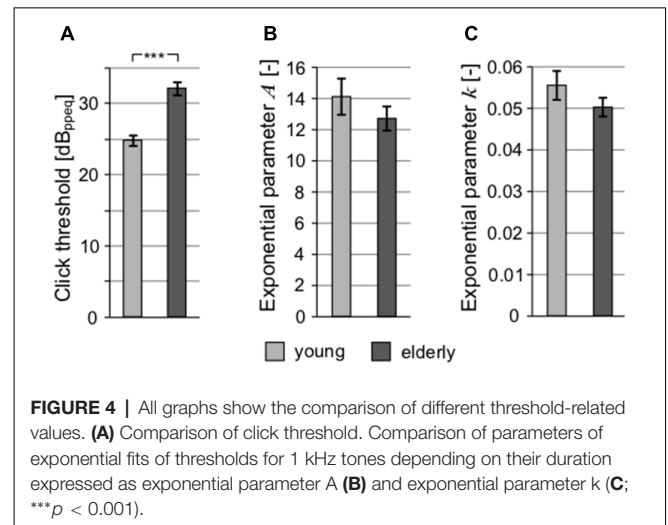 A
B
C
***
Click threshold [dBppeq]
30
20
10
0
Exponential parameter A [-]
16
14
12
10
8
6
4
2
0
Exponential parameter k [-]
0.06
0.05
0.04
0.03
0.02
0.01
0
young
elderly
FIGURE 4 | All graphs show the comparison of different threshold-related
values. (A) Comparison of click threshold. Comparison of parameters of
exponential fits of thresholds for 1 kHz tones depending on their duration
expressed as exponential parameter A (B) and exponential parameter k (C;
***p < 0.001).